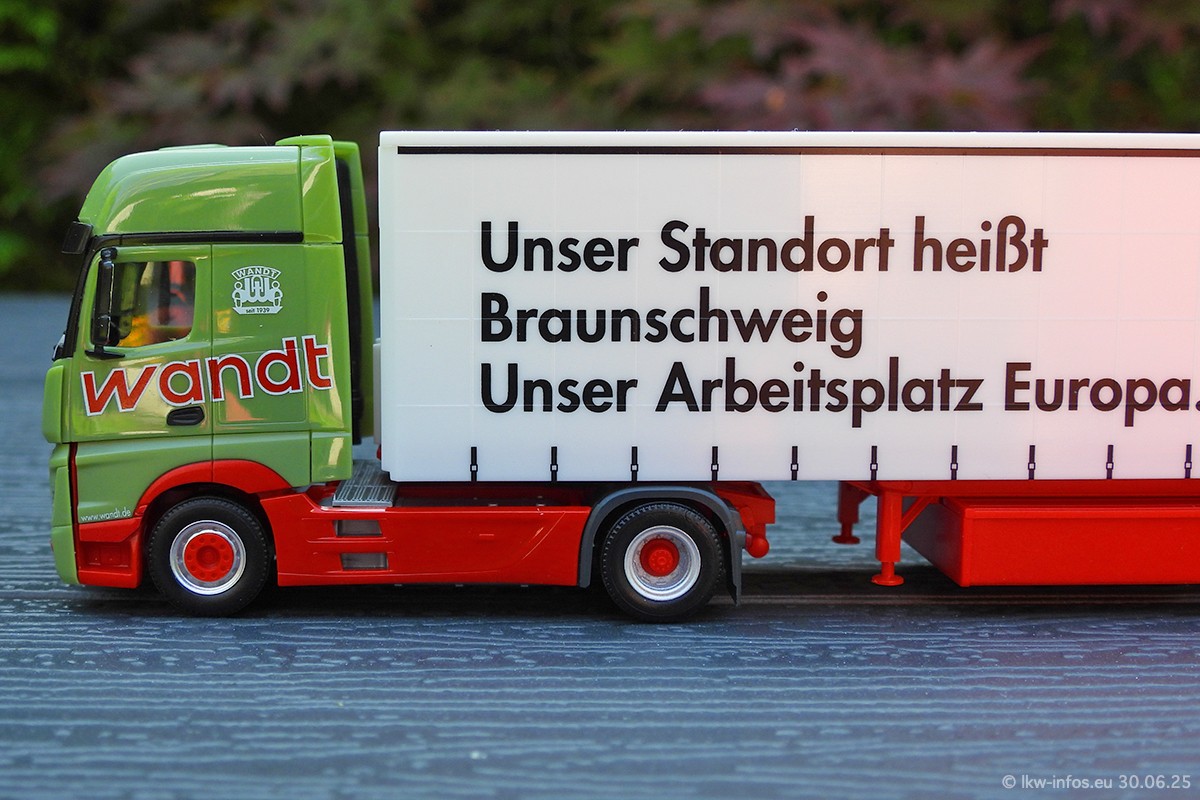 WANDT
seit 1939
wandt
www.wandt.de
Unser Standort heißt
Braunschweig
Unser Arbeitsplatz Europa.
© lkw-infos.eu 30.06.25